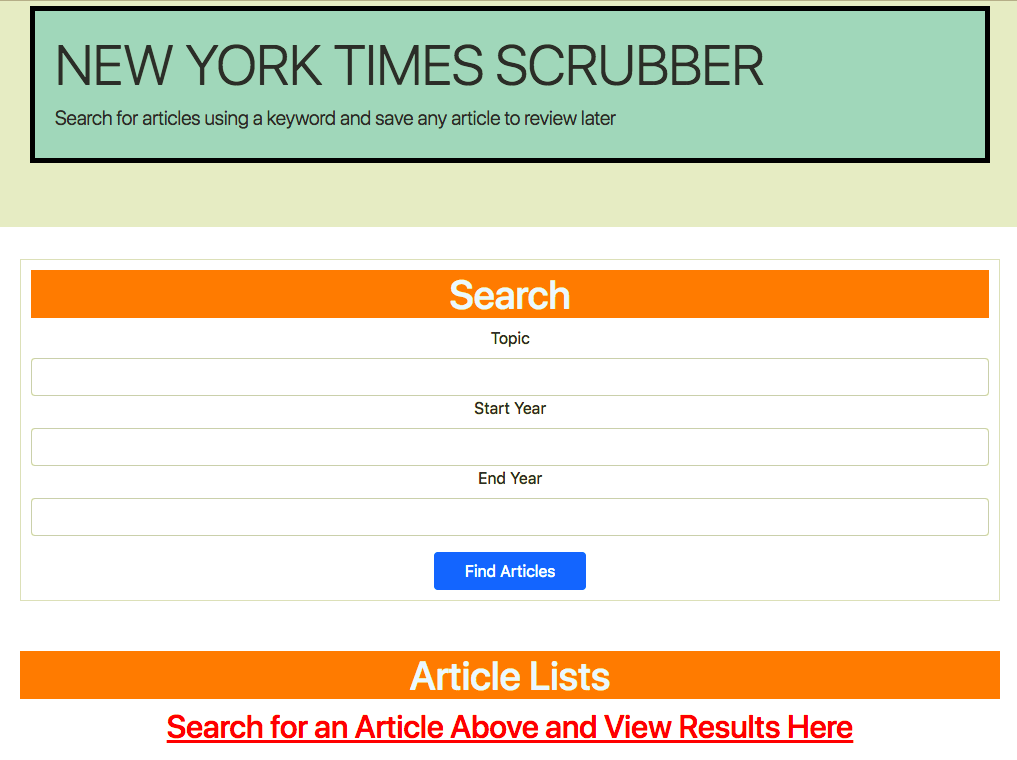 NEW YORK TIMES SCRUBBER
Search for articles using a keyword and save any article to review later
Search
Topic
Start Year
End Year
Find Articles
Article Lists
Search for an Article Above and View Results Here